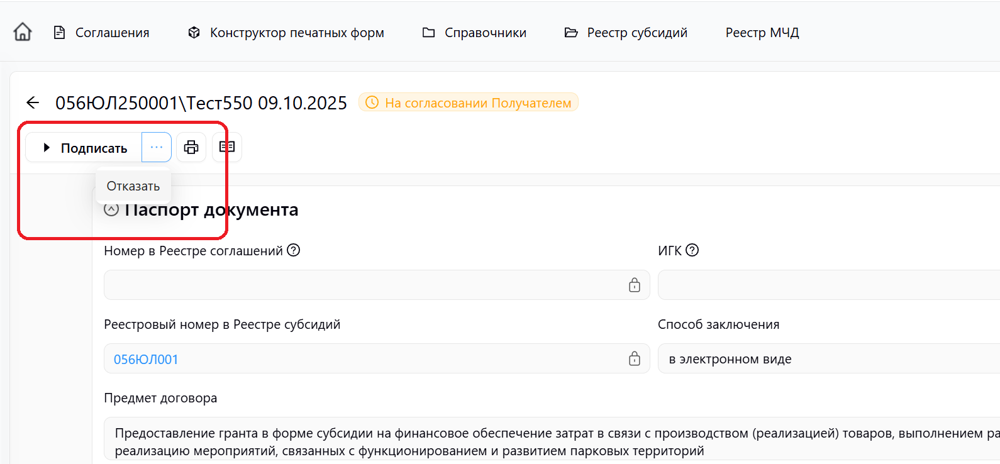 Соглашения Конструктор печатных форм Справочники Реестр субсидий Реестр МЧД
056ЮЛ250001\Тест550 09.10.2025 На согласовании Получателем
Подписать ...
Отказать
Паспорт документа
Номер в Реестре соглашений ИГК
Реестровый номер в Реестре субсидий Способ заключения
056ЮЛ001 в электронном виде
Предмет договора
Предоставление гранта в форме субсидии на финансовое обеспечение затрат в связи с производством (реализацией) товаров, выполнением ра
реализацию мероприятий, связанных с функционированием и развитием парковых территорий